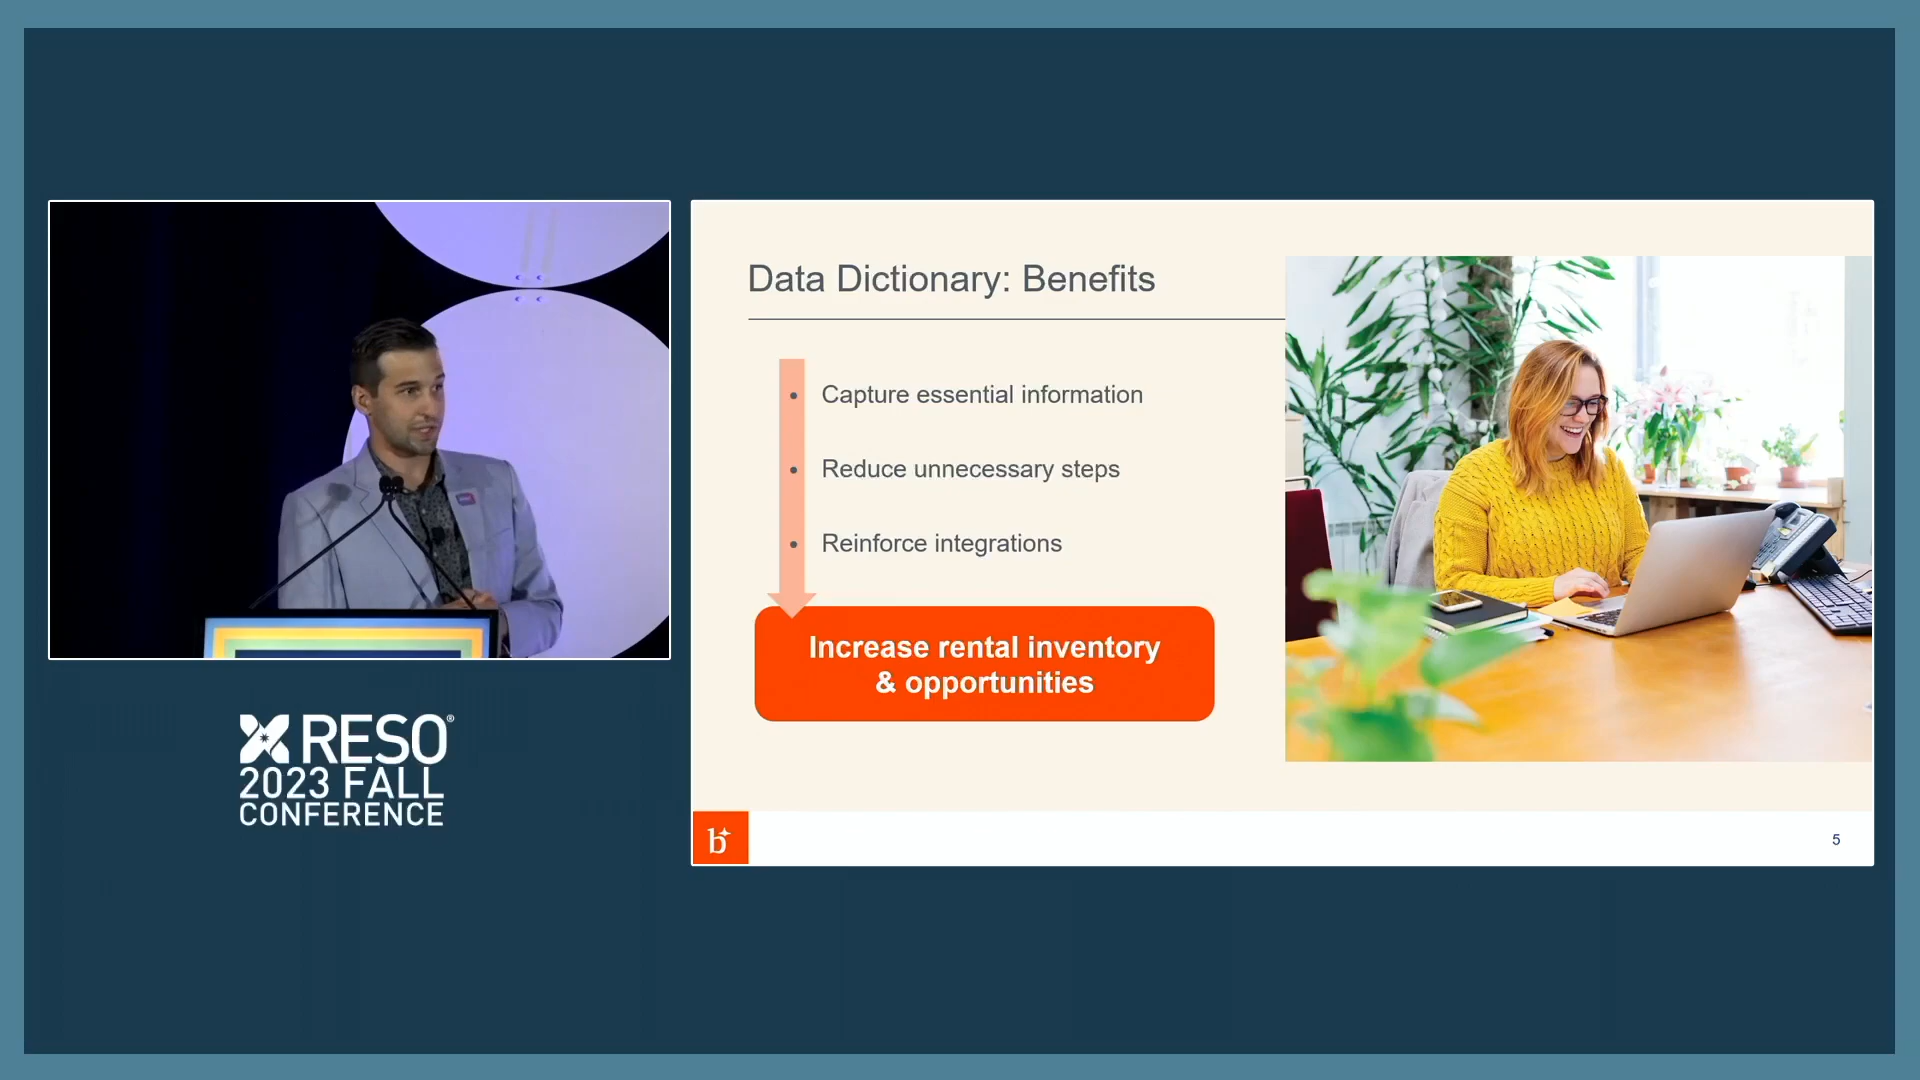 Data Dictionary: Benefits
• Capture essential information
• Reduce unnecessary steps
• Reinforce integrations
Increase rental inventory
& opportunities
b
5
RESO®
2023 FALL
CONFERENCE